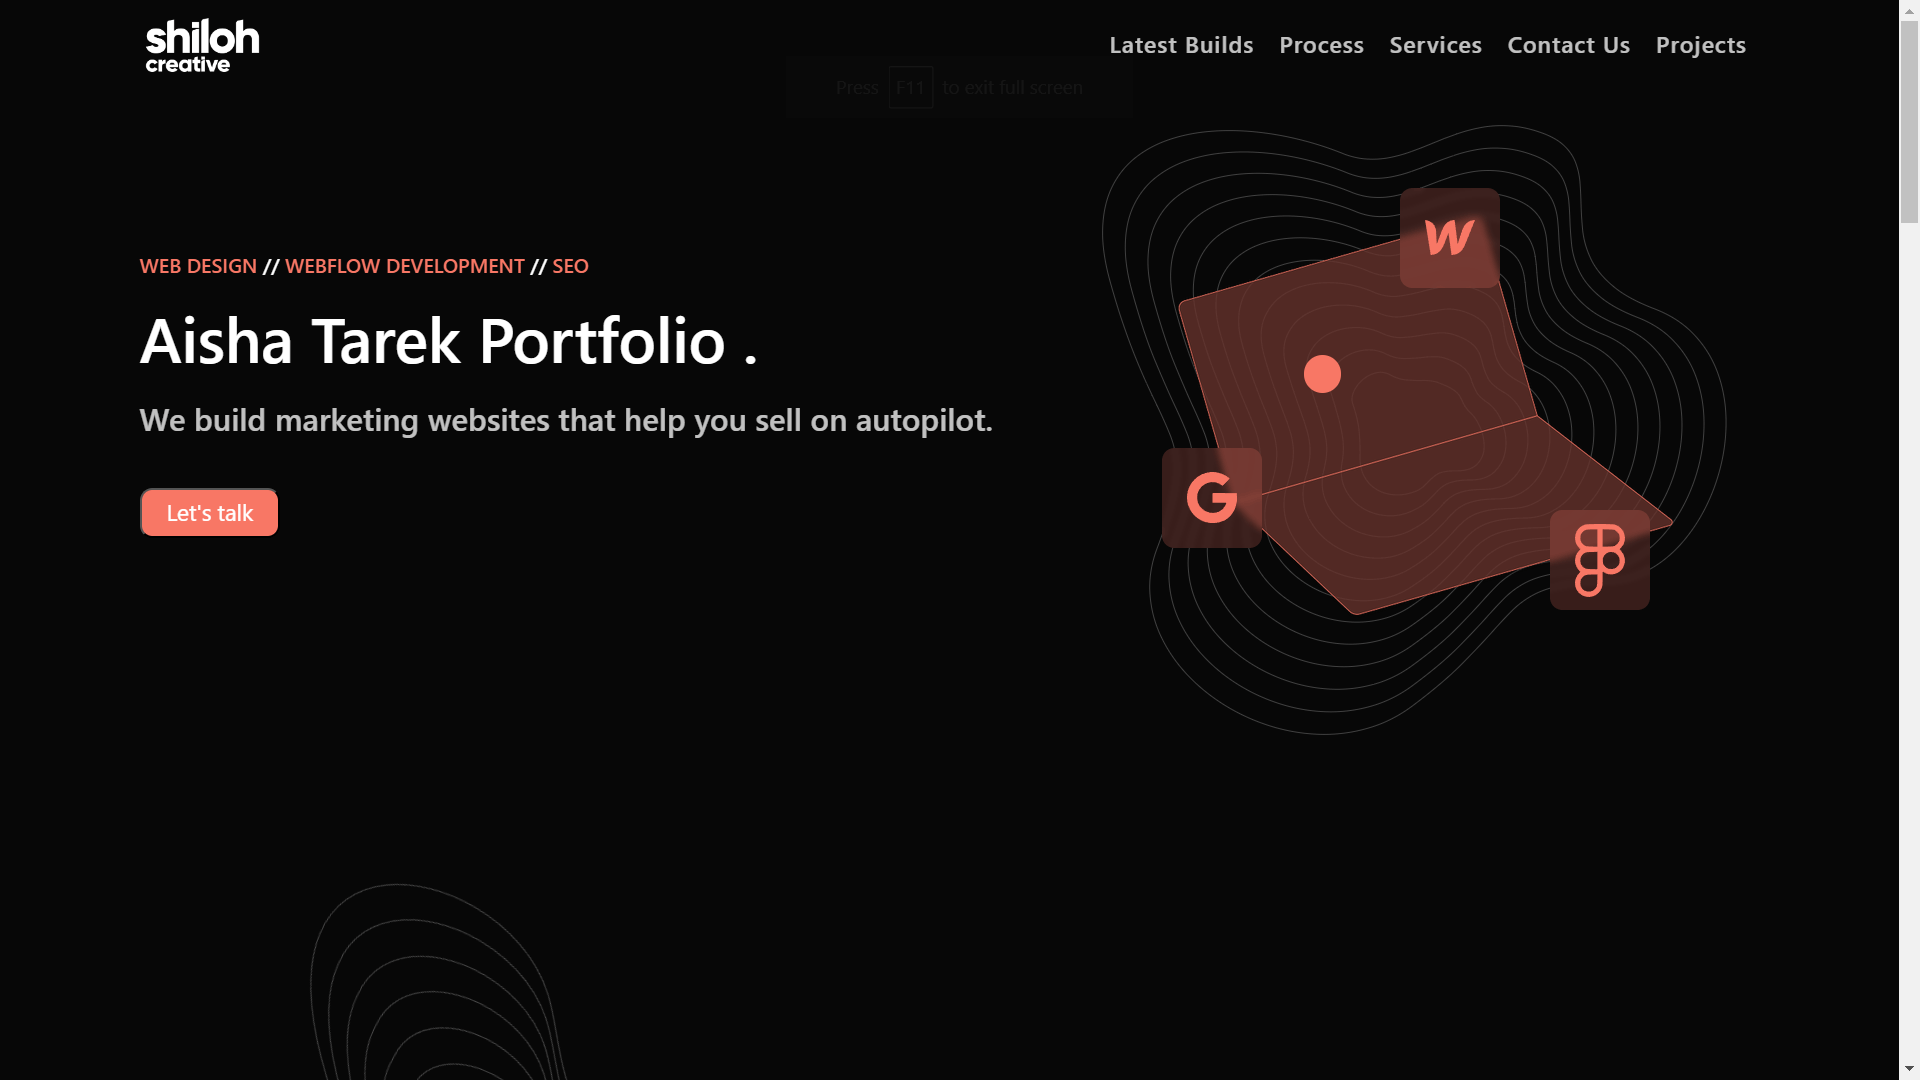 shiloh
creative
Latest Builds Process Services Contact Us Projects
Press F11 to exit full screen
WEB DESIGN // WEBFLOW DEVELOPMENT // SEO
Aisha Tarek Portfolio .
We build marketing websites that help you sell on autopilot.
Let's talk